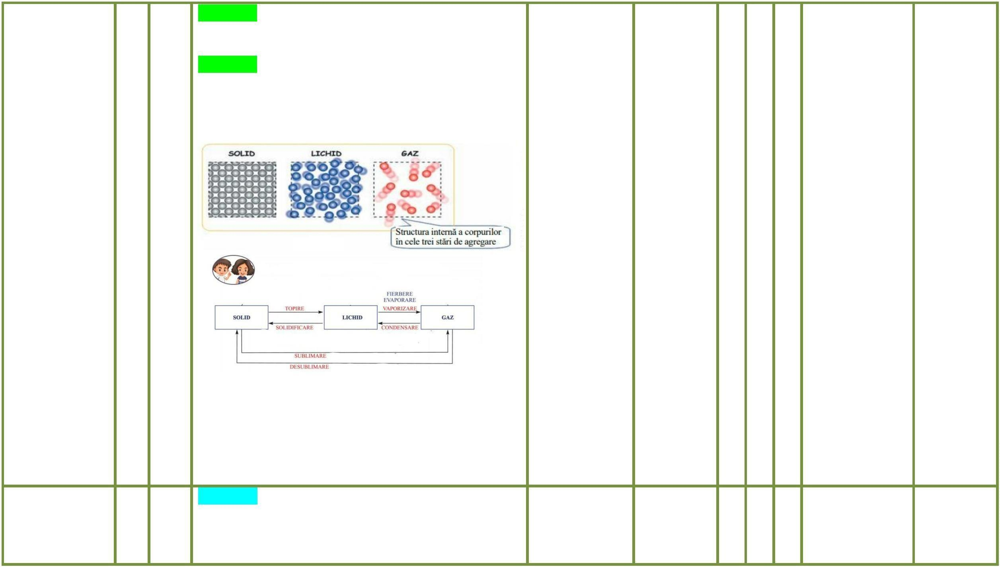 SOLID LICHID GAZ
Structura internă a corpurilor
în cele trei stări de agregare
FIERBERE
EVAPORARE
TOPIRE VAPORIZARE
SOLID LICHID GAZ
SOLIDIFICARE CONDENSARE
SUBLIMARE
DESUBLIMARE